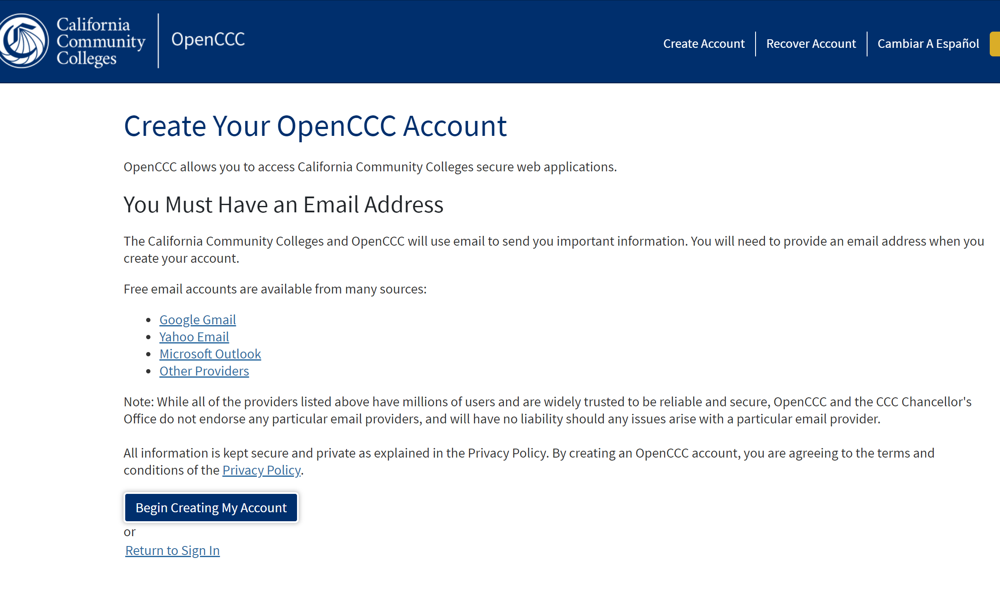 California
Community
Colleges
OpenCCC
Create Account
Recover Account
Cambiar A Español
Create Your OpenCCC Account
OpenCCC allows you to access California Community Colleges secure web applications.
You Must Have an Email Address
The California Community Colleges and OpenCCC will use email to send you important information. You will need to provide an email address when you
create your account.
Free email accounts are available from many sources:
• Google Gmail
• Yahoo Email
• Microsoft Outlook
• Other Providers
Note: While all of the providers listed above have millions of users and are widely trusted to be reliable and secure, OpenCCC and the CCC Chancellor's
Office do not endorse any particular email providers, and will have no liability should any issues arise with a particular email provider.
All information is kept secure and private as explained in the Privacy Policy. By creating an OpenCCC account, you are agreeing to the terms and
conditions of the Privacy Policy.
Begin Creating My Account
or
Return to Sign In